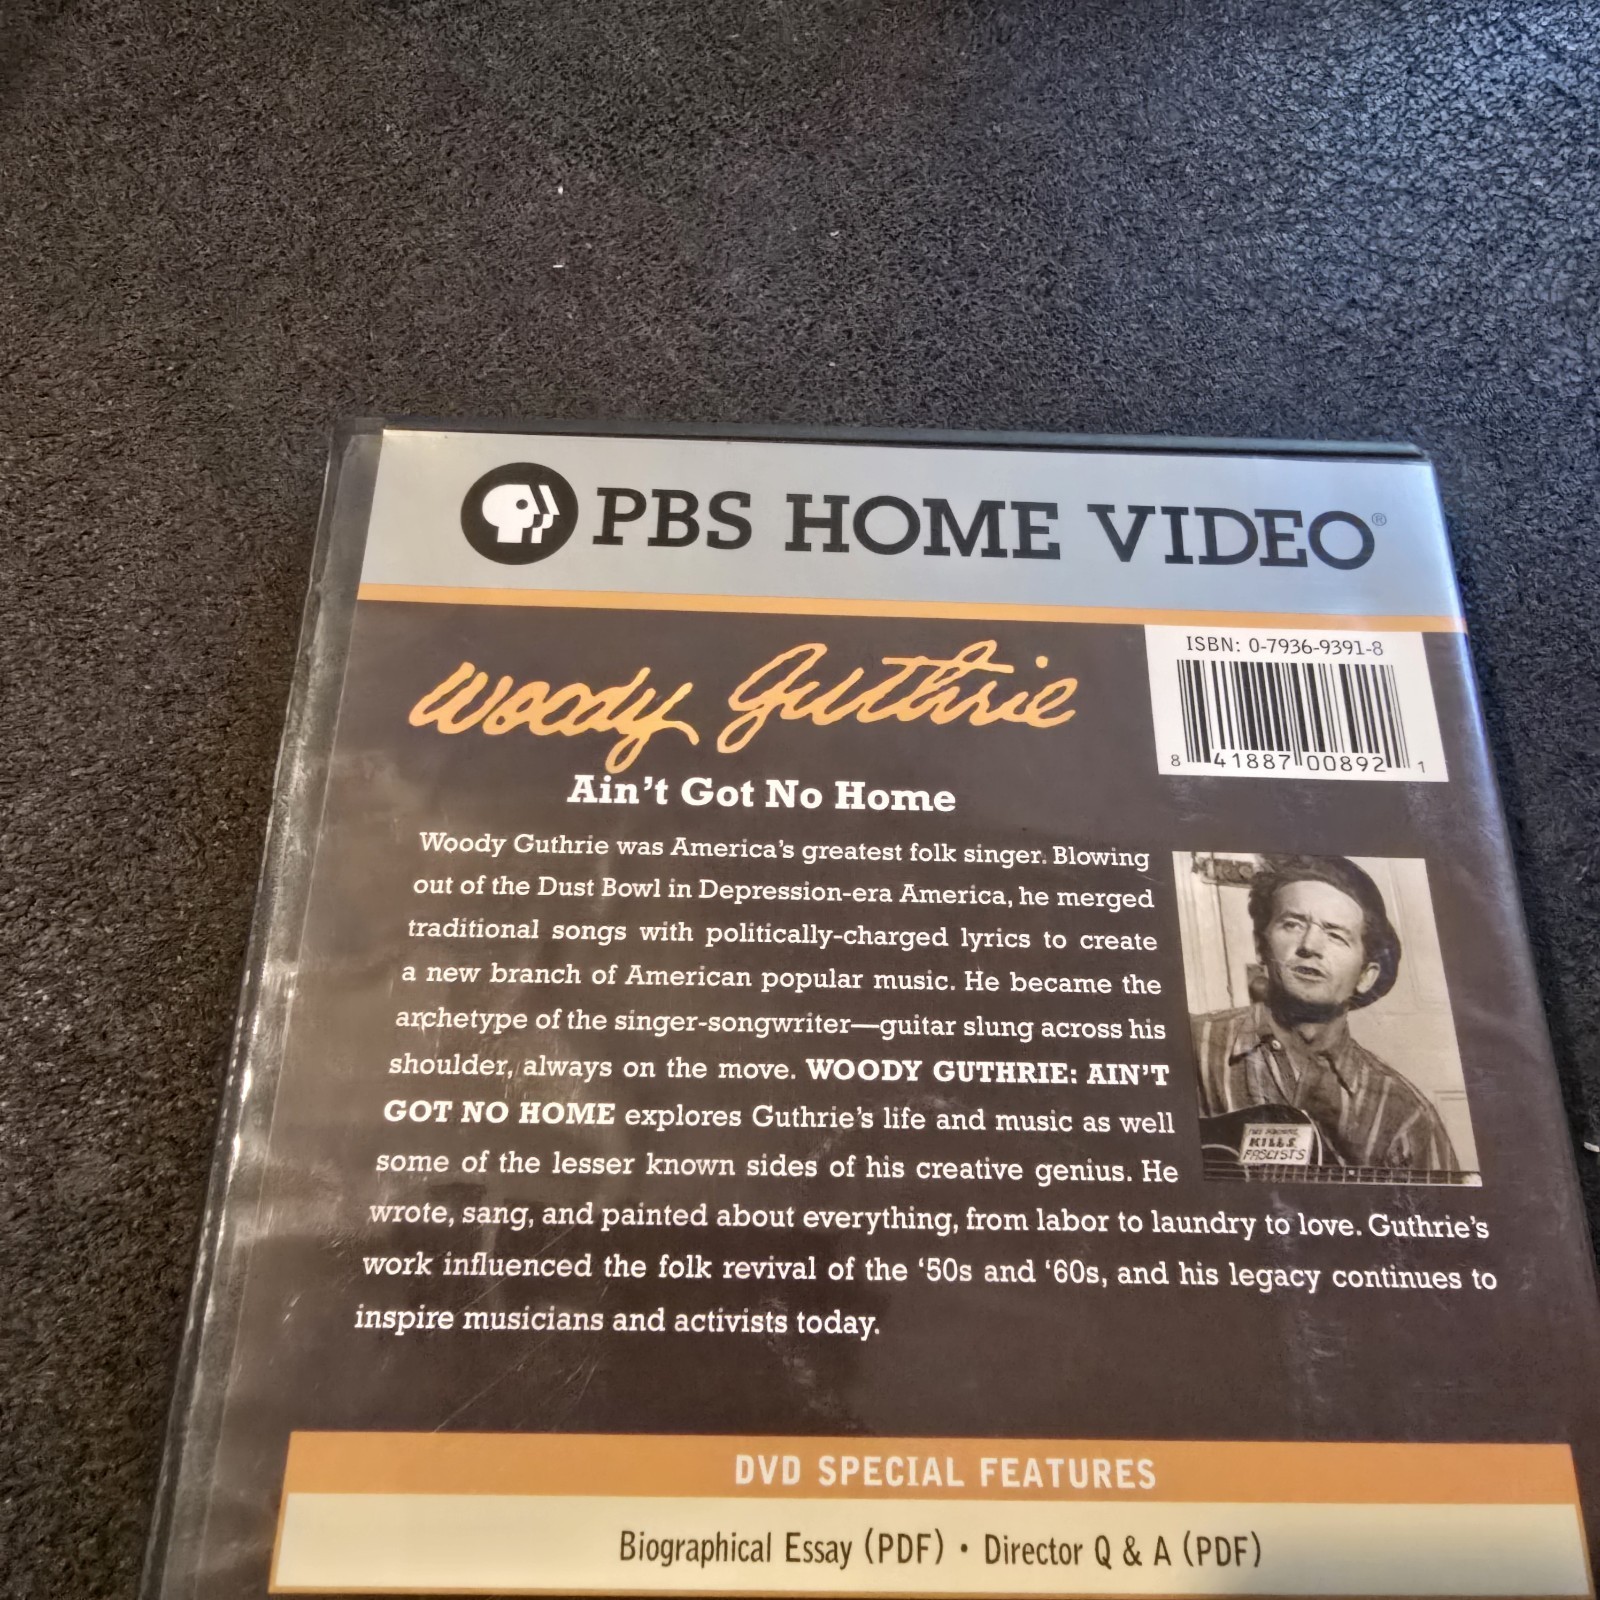 PBS HOME VIDEO®
ISBN: 0-7936-9391-8
8 41887 00892 1
Woody Guthrie
Ain't Got No Home
Woody Guthrie was America's greatest folk singer. Blowing
out of the Dust Bowl in Depression-era America, he merged
traditional songs with politically-charged lyrics to create
a new branch of American popular music. He became the
archetype of the singer-songwriter—guitar slung across his
shoulder, always on the move. WOODY GUTHRIE: AIN'T
GOT NO HOME explores Guthrie's life and music as well
some of the lesser known sides of his creative genius. He
wrote, sang, and painted about everything, from labor to laundry to love. Guthrie's
work influenced the folk revival of the '50s and '60s, and his legacy continues to
inspire musicians and activists today.
THIS MACHINE
KILLS
FASCISTS
DVD SPECIAL FEATURES
Biographical Essay (PDF) • Director Q & A (PDF)